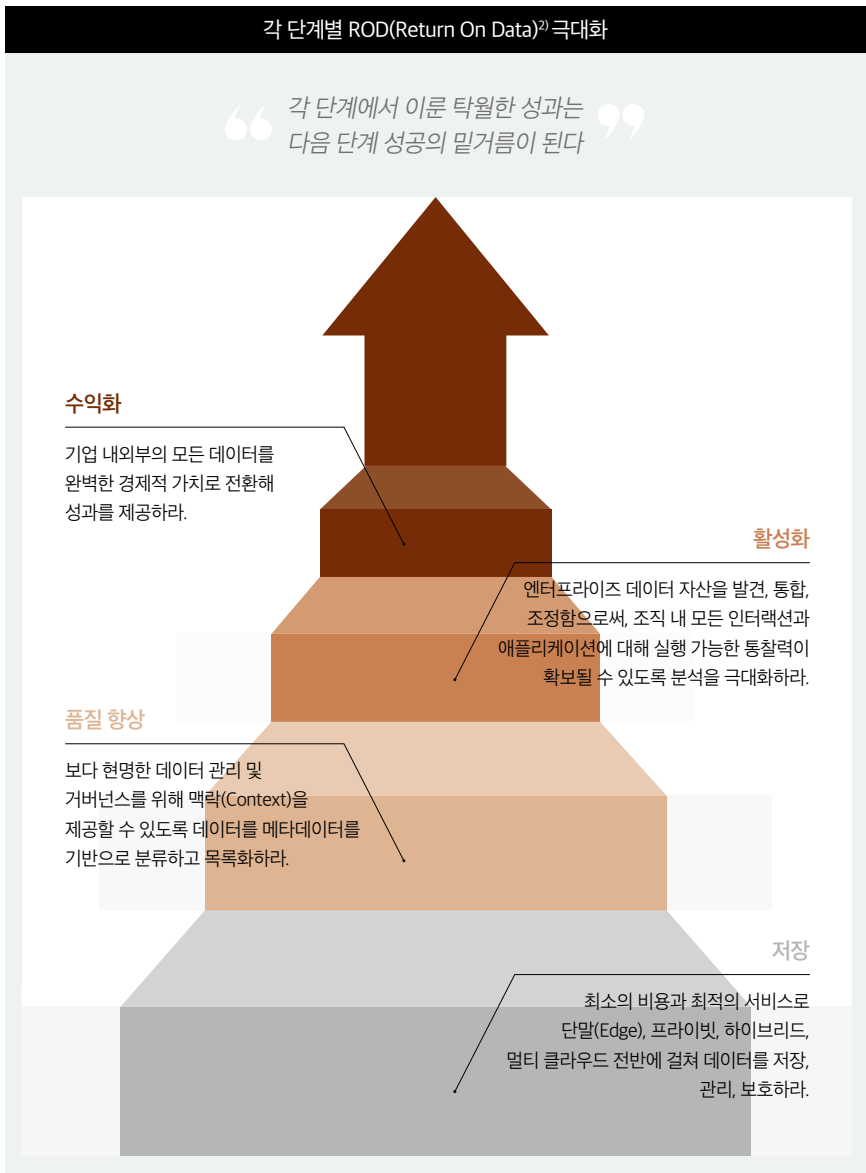 각 단계별 ROD(Return On Data)2) 극대화
“ 각 단계에서 이룬 탁월한 성과는
다음 단계 성공의 밑거름이 된다 ”
수익화
기업 내외부의 모든 데이터를
완벽한 경제적 가치로 전환해
성과를 제공하라.
활성화
엔터프라이즈 데이터 자산을 발견, 통합,
조정함으로써, 조직 내 모든 인터랙션과
애플리케이션에 대해 실행 가능한 통찰력이
확보될 수 있도록 분석을 극대화하라.
품질 향상
보다 현명한 데이터 관리 및
거버넌스를 위해 맥락(Context)을
제공할 수 있도록 데이터를 메타데이터를
기반으로 분류하고 목록화하라.
저장
최소의 비용과 최적의 서비스로
단말(Edge), 프라이빗, 하이브리드,
멀티 클라우드 전반에 걸쳐 데이터를 저장,
관리, 보호하라.